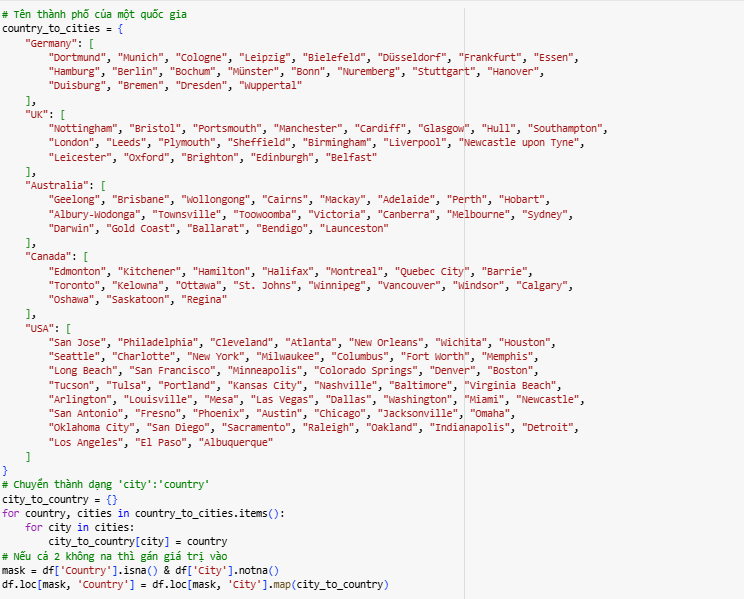 # Tên thành phố của một quốc gia
country_to_cities = {
    "Germany": [
        "Dortmund", "Munich", "Cologne", "Leipzig", "Bielefeld", "Düsseldorf", "Frankfurt", "Essen",
        "Hamburg", "Berlin", "Bochum", "Münster", "Bonn", "Nuremberg", "Stuttgart", "Hanover",
        "Duisburg", "Bremen", "Dresden", "Wuppertal"
    ],
    "UK": [
        "Nottingham", "Bristol", "Portsmouth", "Manchester", "Cardiff", "Glasgow", "Hull", "Southampton",
        "London", "Leeds", "Plymouth", "Sheffield", "Birmingham", "Liverpool", "Newcastle upon Tyne",
        "Leicester", "Oxford", "Brighton", "Edinburgh", "Belfast"
    ],
    "Australia": [
        "Geelong", "Brisbane", "Wollongong", "Cairns", "Mackay", "Adelaide", "Perth", "Hobart",
        "Albury-Wodonga", "Townsville", "Toowoomba", "Victoria", "Canberra", "Melbourne", "Sydney",
        "Darwin", "Gold Coast", "Ballarat", "Bendigo", "Launceston"
    ],
    "Canada": [
        "Edmonton", "Kitchener", "Hamilton", "Halifax", "Montreal", "Quebec City", "Barrie",
        "Toronto", "Kelowna", "Ottawa", "St. Johns", "Winnipeg", "Vancouver", "Windsor", "Calgary",
        "Oshawa", "Saskatoon", "Regina"
    ],
    "USA": [
        "San Jose", "Philadelphia", "Cleveland", "Atlanta", "New Orleans", "Wichita", "Houston",
        "Seattle", "Charlotte", "New York", "Milwaukee", "Columbus", "Fort Worth", "Memphis",
        "Long Beach", "San Francisco", "Minneapolis", "Colorado Springs", "Denver", "Boston",
        "Tucson", "Tulsa", "Portland", "Kansas City", "Nashville", "Baltimore", "Virginia Beach",
        "Arlington", "Louisville", "Mesa", "Las Vegas", "Dallas", "Washington", "Miami", "Newcastle",
        "San Antonio", "Fresno", "Phoenix", "Austin", "Chicago", "Jacksonville", "Omaha",
        "Oklahoma City", "San Diego", "Sacramento", "Raleigh", "Oakland", "Indianapolis", "Detroit",
        "Los Angeles", "El Paso", "Albuquerque"
    ]
}
# Chuyển thành dạng 'city':'country'
city_to_country = {}
for country, cities in country_to_cities.items():
    for city in cities:
        city_to_country[city] = country
# Nếu cả 2 không na thì gán giá trị vào
mask = df['Country'].isna() & df['City'].notna()
df.loc[mask, 'Country'] = df.loc[mask, 'City'].map(city_to_country)